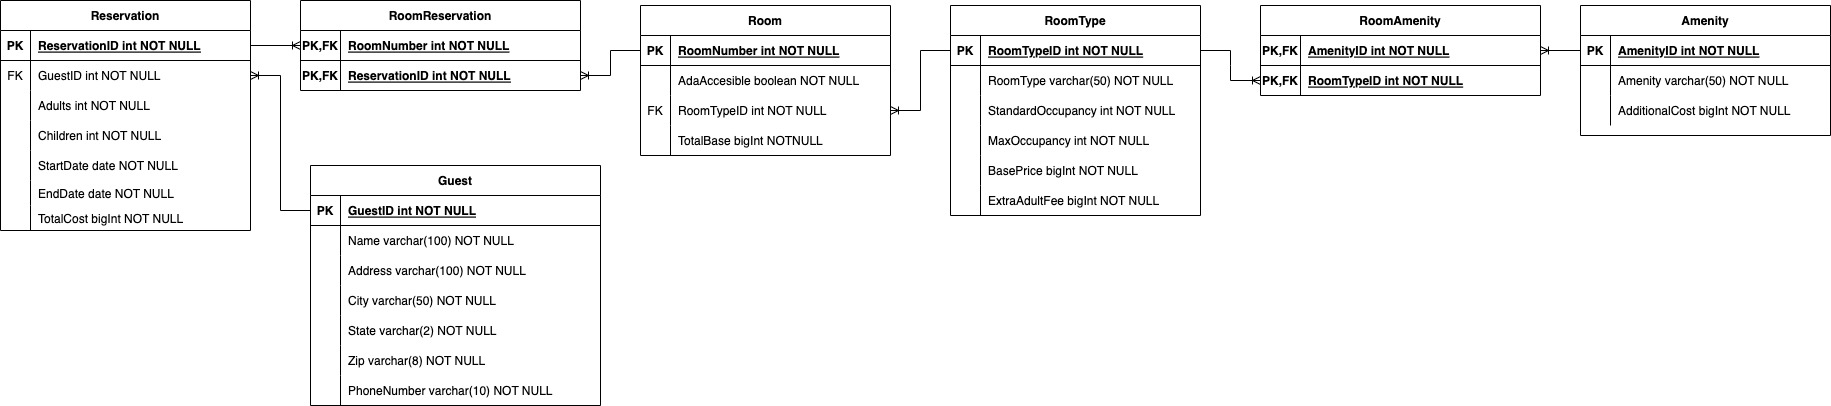 Reservation
PK ReservationID int NOT NULL
FK GuestID int NOT NULL
Adults int NOT NULL
Children int NOT NULL
StartDate date NOT NULL
EndDate date NOT NULL
TotalCost bigInt NOT NULL
RoomReservation
PK,FK RoomNumber int NOT NULL
PK,FK ReservationID int NOT NULL
Guest
PK GuestID int NOT NULL
Name varchar(100) NOT NULL
Address varchar(100) NOT NULL
City varchar(50) NOT NULL
State varchar(2) NOT NULL
Zip varchar(8) NOT NULL
PhoneNumber varchar(10) NOT NULL
Room
PK RoomNumber int NOT NULL
AdaAccesible boolean NOT NULL
FK RoomTypeID int NOT NULL
TotalBase bigInt NOTNULL
RoomType
PK RoomTypeID int NOT NULL
RoomType varchar(50) NOT NULL
StandardOccupancy int NOT NULL
MaxOccupancy int NOT NULL
BasePrice bigInt NOT NULL
ExtraAdultFee bigInt NOT NULL
RoomAmenity
PK,FK AmenityID int NOT NULL
PK,FK RoomTypeID int NOT NULL
Amenity
PK AmenityID int NOT NULL
Amenity varchar(50) NOT NULL
AdditionalCost bigInt NOT NULL